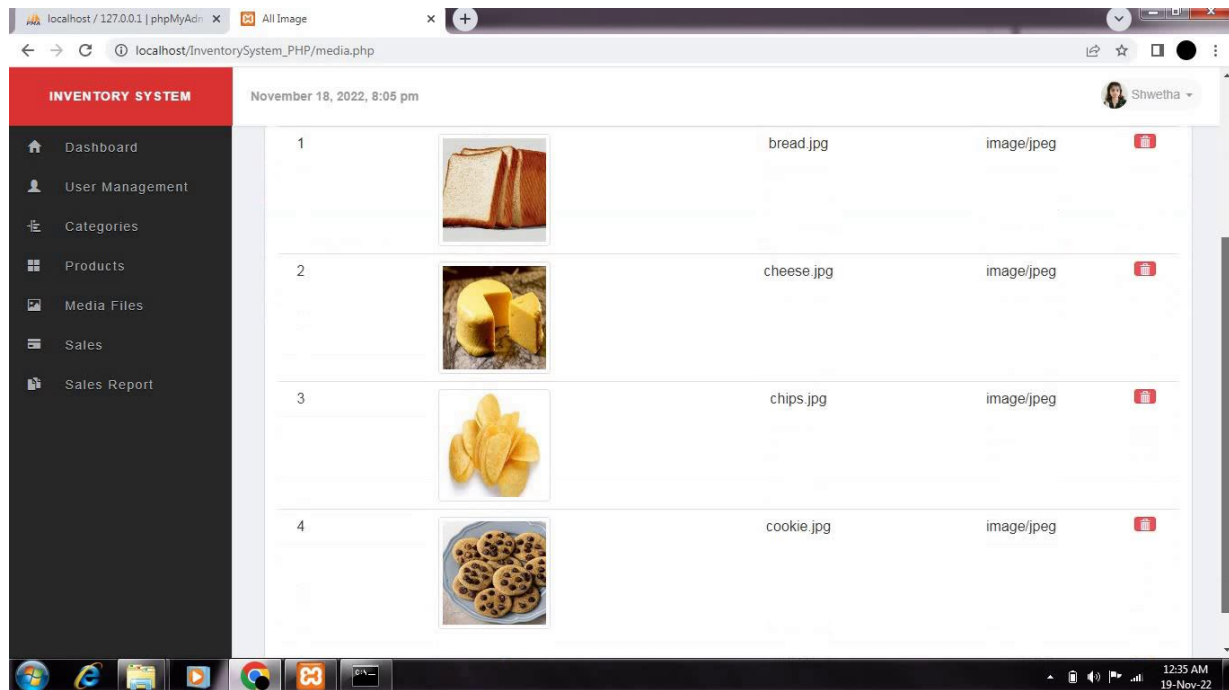 localhost / 127.0.0.1 | phpMyAdm
All Image
localhost/InventorySystem_PHP/media.php
INVENTORY SYSTEM
November 18, 2022, 8:05 pm
Shwetha
Dashboard
User Management
Categories
Products
Media Files
Sales
Sales Report
1 bread.jpg image/jpeg
2 cheese.jpg image/jpeg
3 chips.jpg image/jpeg
4 cookie.jpg image/jpeg
12:35 AM
19-Nov-22